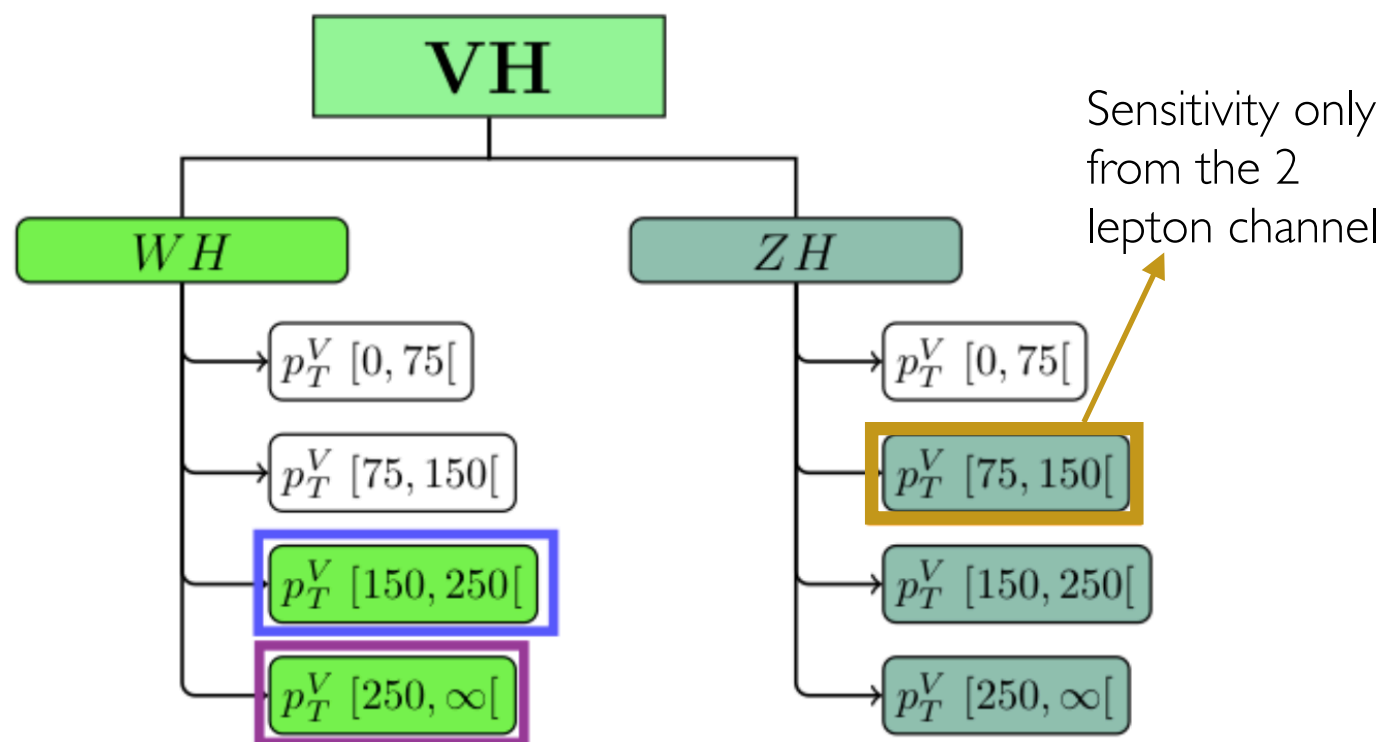 VH
Sensitivity only
from the 2
lepton channel
WH
ZH
p_T^V [0, 75[
p_T^V [0, 75[
p_T^V [75, 150[
p_T^V [75, 150[
p_T^V [150, 250[
p_T^V [150, 250[
p_T^V [250, ∞[
p_T^V [250, ∞[